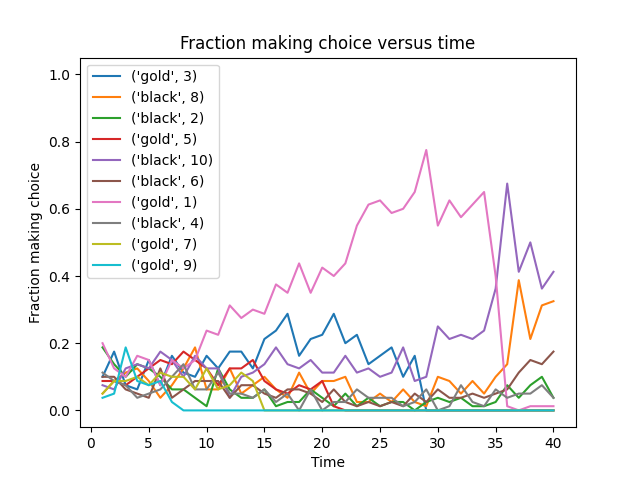 Fraction making choice versus time
1.0
0.8
0.6
0.4
0.2
0.0
Fraction making choice
('gold', 3)
('black', 8)
('black', 2)
('gold', 5)
('black', 10)
('black', 6)
('gold', 1)
('black', 4)
('gold', 7)
('gold', 9)
0 5 10 15 20 25 30 35 40
Time